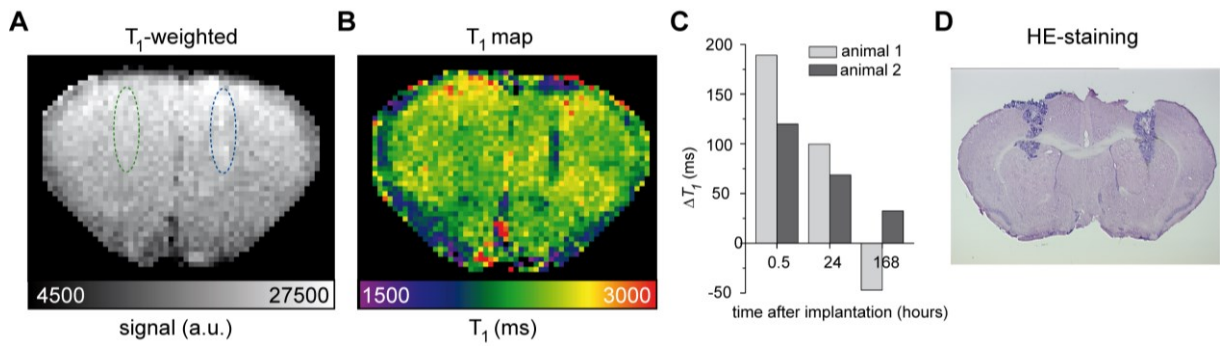 A
T1-weighted
4500
27500
signal (a.u.)
B
T1 map
1500
3000
T1 (ms)
C
200
150
100
50
0
-50
ΔT1 (ms)
animal 1
animal 2
0.5
24
168
time after implantation (hours)
D
HE-staining